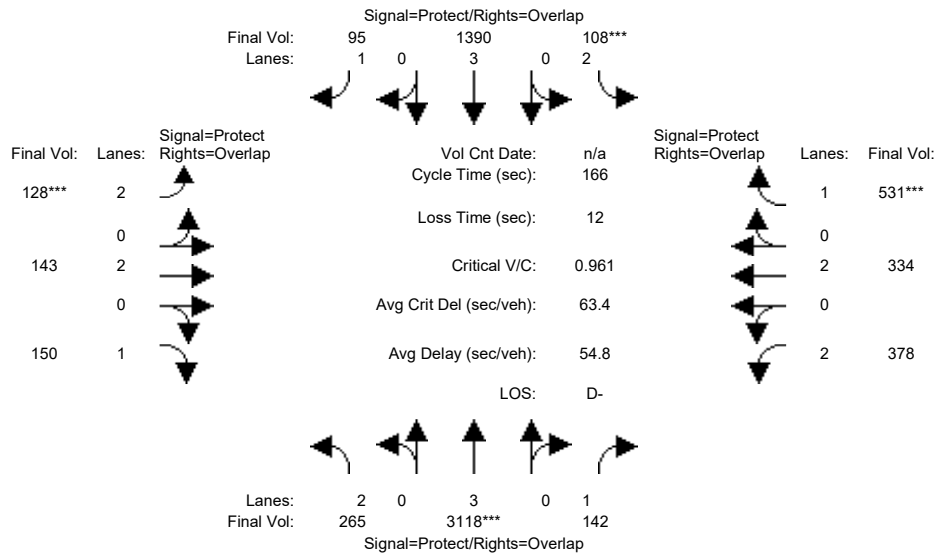 Signal=Protect/Rights=Overlap
Final Vol: 95 1390 108***
Lanes: 1 0 3 0 2
Signal=Protect Signal=Protect
Final Vol: Lanes: Rights=Overlap Vol Cnt Date: n/a Rights=Overlap Lanes: Final Vol:
Cycle Time (sec): 166
128*** 2 1 531***
Loss Time (sec): 12
0 0
143 2 Critical V/C: 0.961 2 334
0 Avg Crit Del (sec/veh): 63.4 0
150 1 Avg Delay (sec/veh): 54.8 2 378
LOS: D-
Lanes: 2 0 3 0 1
Final Vol: 265 3118*** 142
Signal=Protect/Rights=Overlap